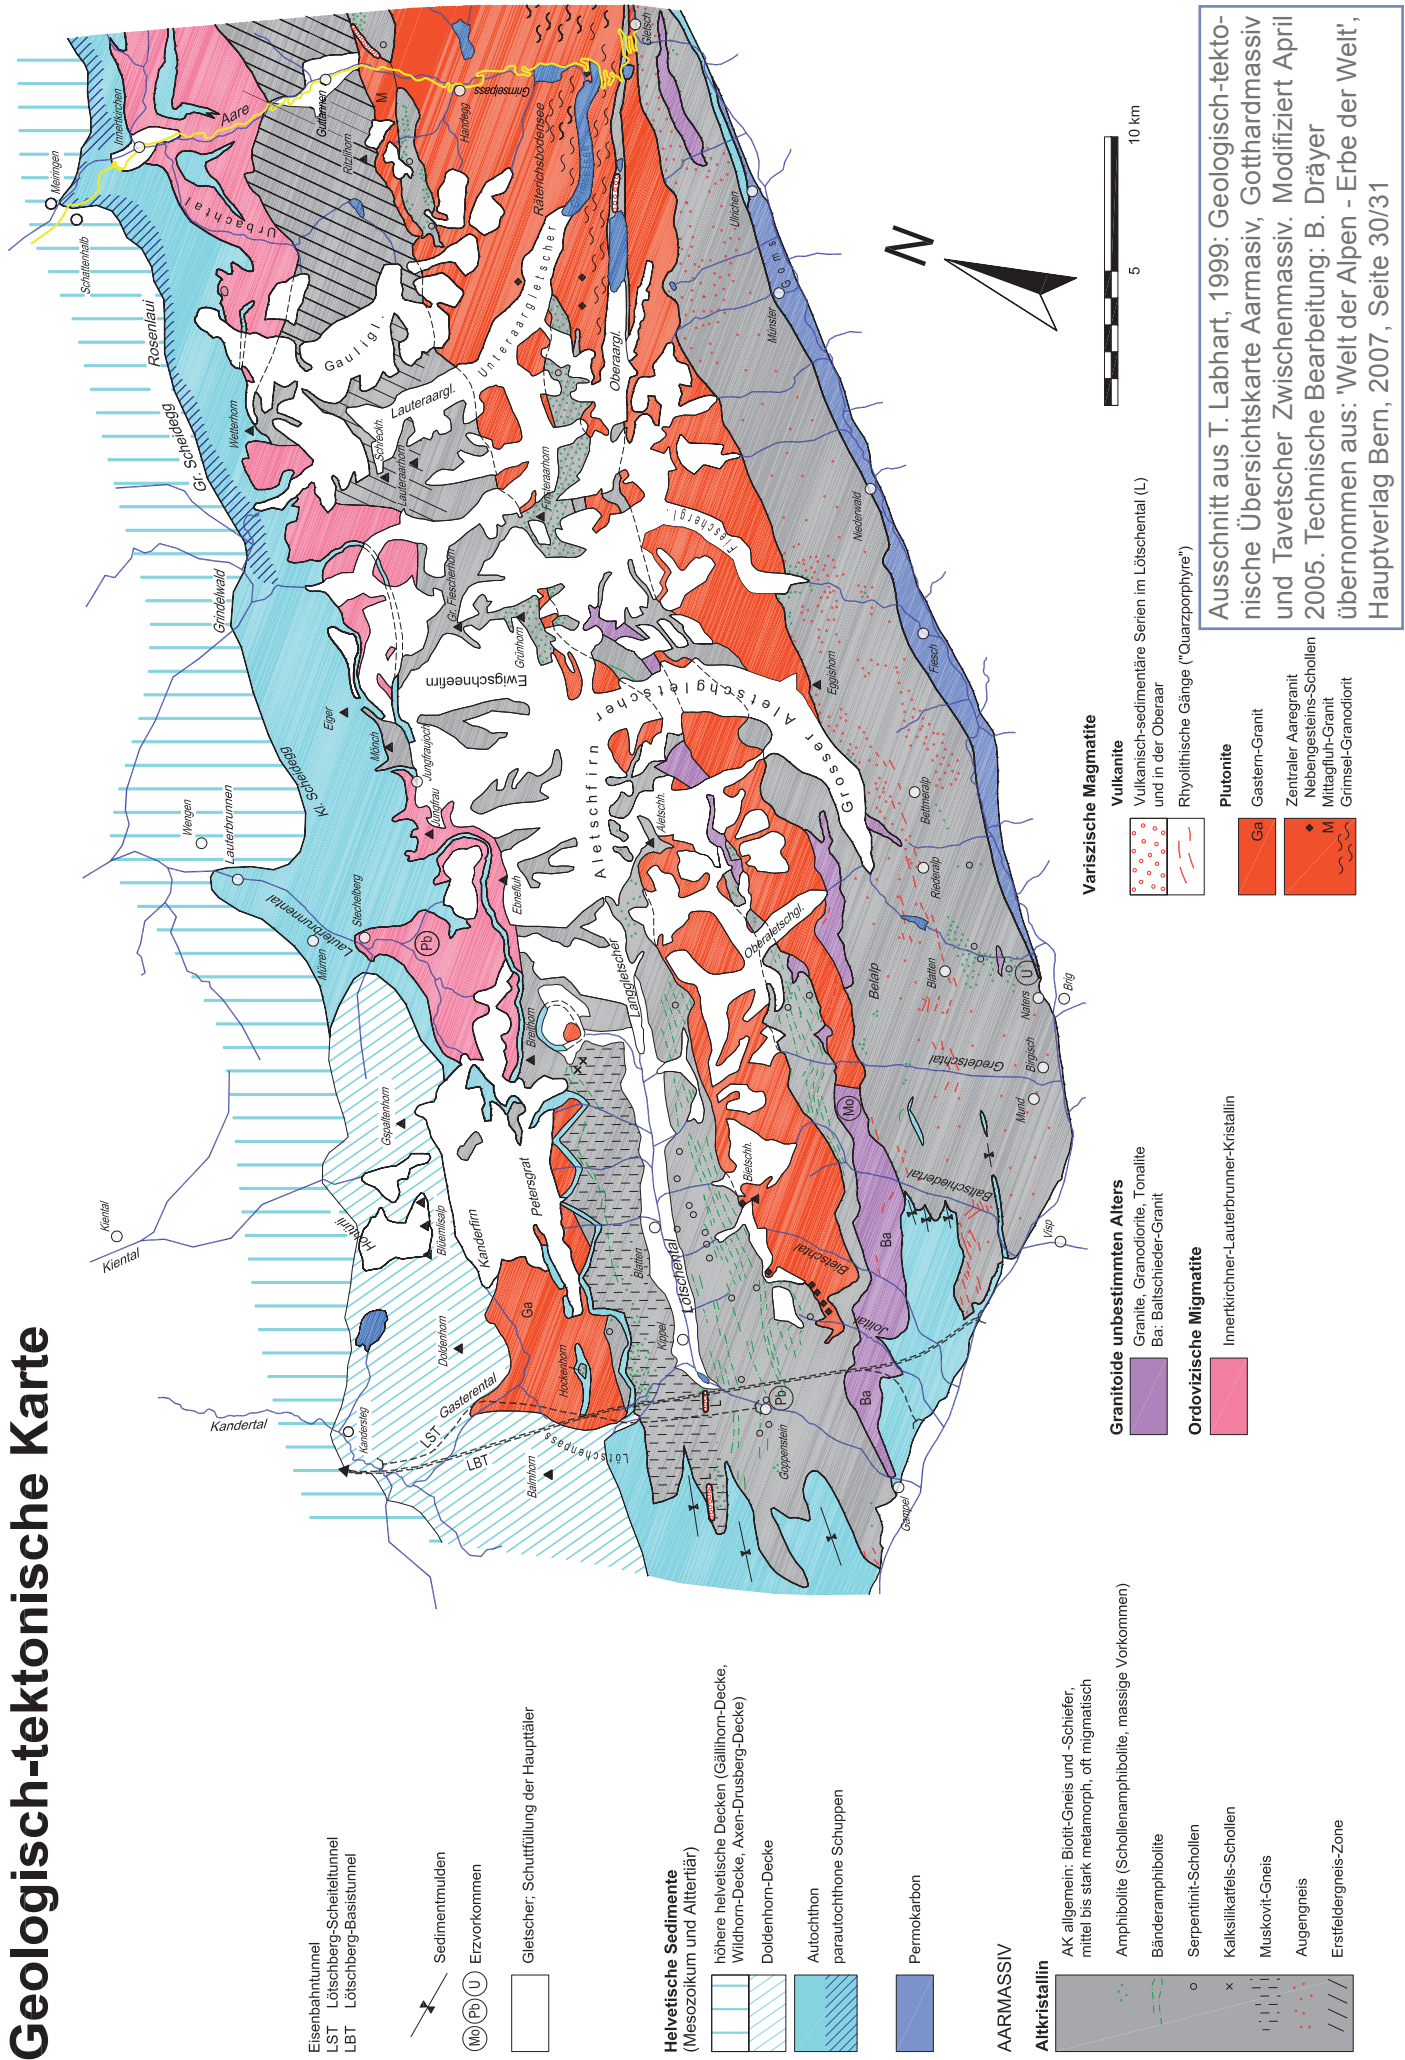 Geologisch-tektonische Karte
Eisenbahntunnel
LST Lötschberg-Scheiteltunnel
LBT Lötschberg-Basistunnel
Sedimentmulden
Mo Pb U Erzvorkommen
Gletscher; Schuttfüllung der Haupttäler
Helvetische Sedimente
(Mesozoikum und Alttertiär)
höhere helvetische Decken (Gällihorn-Decke,
Wildhorn-Decke, Axen-Drusberg-Decke)
Doldenhorn-Decke
Autochthon
parautochthone Schuppen
Permokarbon
AARMASSIV
Altkristallin
AK allgemein: Biotit-Gneis und -Schiefer,
mittel bis stark metamorph, oft migmatisch
Amphibolite (Schollenamphibolite, massige Vorkommen)
Bänderamphibolite
Serpentinit-Schollen
Kalksilikatfels-Schollen
Muskovit-Gneis
Augengneis
Erstfeldergneis-Zone
Granitoide unbestimmten Alters
Granite, Granodiorite, Tonalite
Ba: Baltschieder-Granit
Ordovizische Migmatite
Innertkirchner-Lauterbrunner-Kristallin
Variszische Magmatite
Vulkanite
Vulkanisch-sedimentäre Serien im Lötschental (L)
und in der Oberaar
Rhyolithische Gänge ("Quarzporphyre")
Plutonite
Ga
Gastern-Granit
Zentraler Aaregranit
Nebengesteins-Schollen
M
Mittagfluh-Granit
Grimsel-Granodiorit
Ausschnitt aus T. Labhart, 1999: Geologisch-tekto-
nische Übersichtskarte Aarmasiv, Gotthardmassiv
und Tavetscher Zwischenmassiv. Modifiziert April
2005. Technische Bearbeitung: B. Dräyer
übernommen aus: 'Welt der Alpen - Erbe der Welt',
Hauptverlag Bern, 2007, Seite 30/31
5
10 km
N
Kiental
Kiental
Kandertal
Kandersteg
Höhtürli
Blüemlisalp
Gspaltenhorn
Doldenhorn
Kanderfirn
Petersgrat
Gasterental
LST
LBT
Balmhorn
Lötschenpass
Hockenhorn
Ga
Wengen
Lauterbrunnen
Lauterbrunnental
Mürren
Stechelberg
Pb
Kl. Scheidegg
Eiger
Mönch
Jungfraujoch
Jungfrau
Ebnefluh
Breithorn
Grindelwald
Gr. Scheidegg
Rosenlaui
Wetterhorn
Schattenhalb
Meiringen
Innertkirchen
Aare
Urbachtal
Guttannen
Ritzlihorn
M
Handegg
Grimselpass
Räterichsbodensee
Gletsch
Gauligl.
Lauteraargl.
Unteraargletscher
Oberaargl.
Schreckh.
Lauteraarhorn
Finsteraarhorn
Gr. Fiescherhorn
Grünhorn
Ewigschneefirn
Fieschergl.
Aletschfirn
Grosser Aletschgletscher
Aletschh.
Langgletscher
Oberaletschgl.
Blatten
Kippel
Lötschental
Bietschh.
Bietschtal
Jolital
Goppenstein
Pb
Ba
Ba
Mo
Baltschiedertal
Gredetschtal
Belalp
Blatten
Riederalp
Bettmeralp
Eggishorn
Fiesch
Niederwald
Münster
Goms
Ulrichen
Naters
U
Brig
Birgisch
Mund
Visp
Gampel